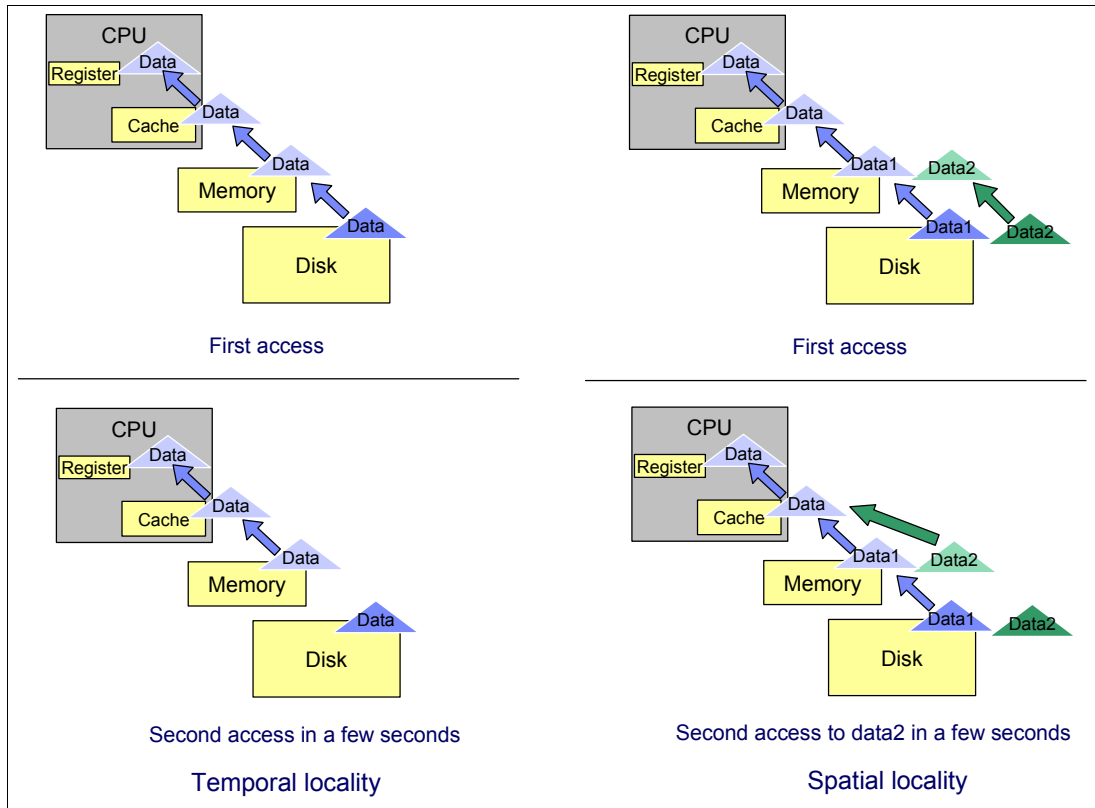 CPU
Data
Register
Data
Cache
Data
Memory
Data
Disk
First access
CPU
Data
Register
Data
Cache
Data1
Data2
Memory
Data1
Data2
Disk
First access
CPU
Data
Register
Data
Cache
Data
Memory
Data
Disk
Second access in a few seconds
Temporal locality
CPU
Data
Register
Data
Cache
Data1
Data2
Memory
Data1
Data2
Disk
Second access to data2 in a few seconds
Spatial locality